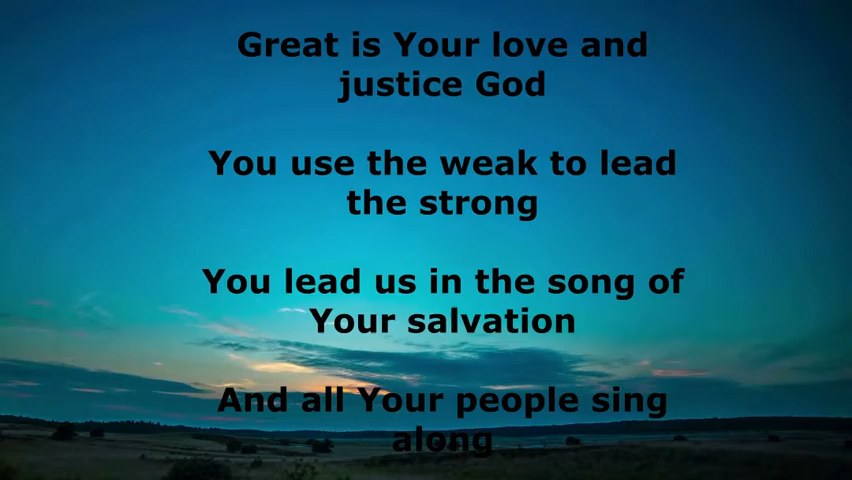 Great is Your love and
justice God
You use the weak to lead
the strong
You lead us in the song of
Your salvation
And all Your people sing
along